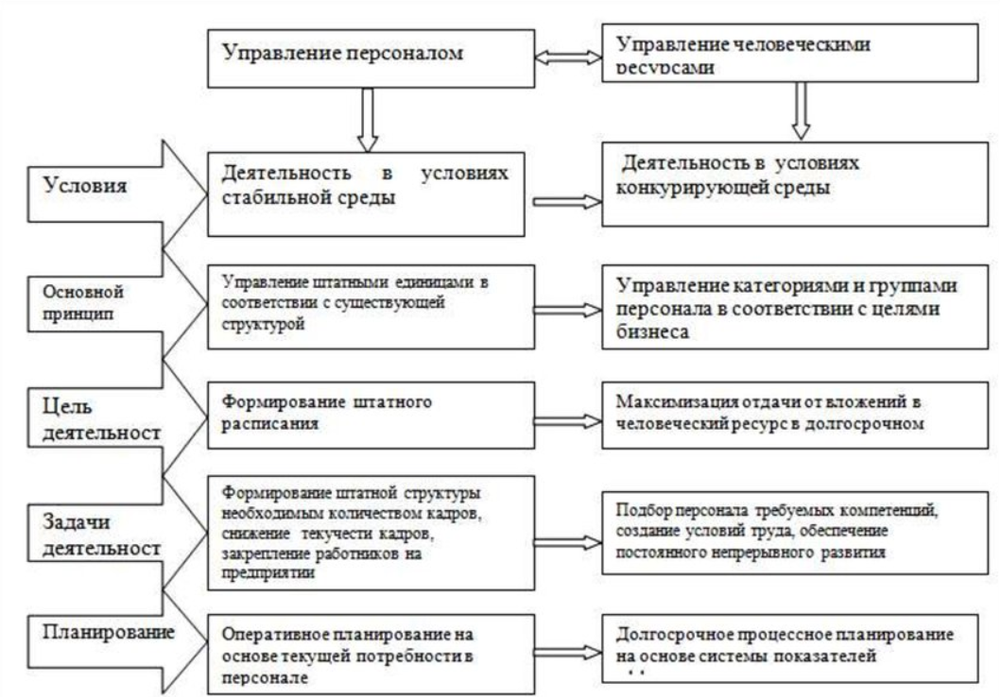 Управление персоналом
Управление человеческими
ресурсами
Условия
Деятельность в условиях
стабильной среды
Деятельность в условиях
конкурирующей среды
Основной
принцип
Управление штатными единицами в
соответствии с существующей
структурой
Управление категориями и группами
персонала в соответствии с целями
бизнеса
Цель
деятельност
Формирование штатного
расписания
Максимизация отдачи от вложений в
человеческий ресурс в долгосрочном
Задачи
деятельност
Формирование штатной структуры
необходимым количеством кадров,
снижение текучести кадров,
закрепление работников на
предприятии
Подбор персонала требуемых компетенций,
создание условий труда, обеспечение
постоянного непрерывного развития
Планирование
Оперативное планирование на
основе текущей потребности в
персонале
Долгосрочное процессное планирование
на основе системы показателей